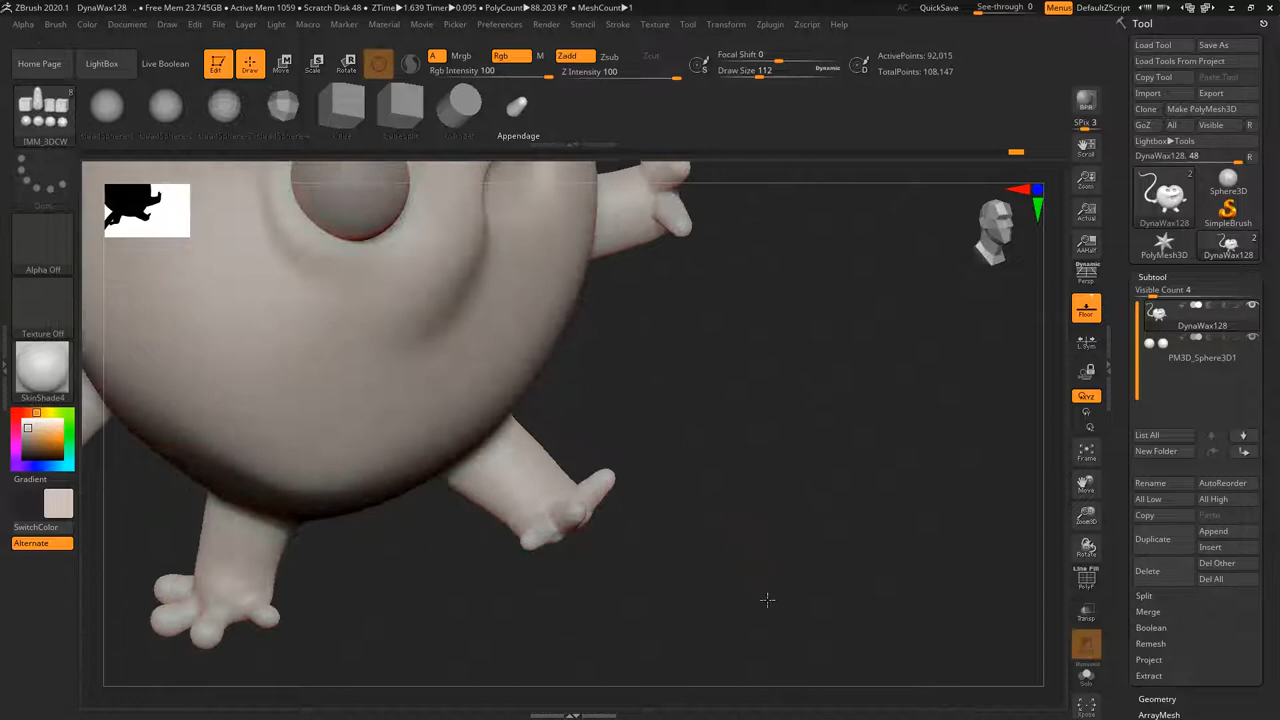 ZBrush 2020.1 DynaWax128 .. • Free Mem 23.745GB • Active Mem 1059 • Scratch Disk 48 • ZTime▶1.639 Timer▶0.095 • PolyCount▶88.203 KP • MeshCount▶1
AC QuickSave See-through 0 Menus DefaultZScript
Alpha Brush Color Document Draw Edit File Layer Light Macro Marker Material Movie Picker Preferences Render Stencil Stroke Texture Tool Transform Zplugin Zscript Help
Tool
Home Page LightBox Live Boolean
Edit Draw Move Scale Rotate
A Mrgb Rgb M Zadd Zsub Zcut
Rgb Intensity 100 Z Intensity 100
Focal Shift 0
Draw Size 112 Dynamic
S
D
ActivePoints: 92,015
TotalPoints: 108,147
8
IMM_3DCW
Appendage
Alpha Off
Texture Off
SkinShade4
Gradient
SwitchColor
Alternate
BPR
SPix 3
Scroll
Zoom
Actual
AAHalf
Dynamic
Persp
Floor
L.Sym
XYZ
Frame
Move
Zoom3D
Rotate
Line Fill
PolyF
Transp
Solo
Xpose
Load Tool Save As
Load Tools From Project
Copy Tool Paste Tool
Import Export
Clone Make PolyMesh3D
GoZ All Visible R
Lightbox▶Tools
DynaWax128. 48 R
DynaWax128
Sphere3D
SimpleBrush
PolyMesh3D
2
DynaWax128
Subtool
Visible Count 4
DynaWax128
PM3D_Sphere3D1
List All
New Folder
Rename AutoReorder
All Low All High
Copy Paste
Duplicate Append
Insert
Delete Del Other
Del All
Split
Merge
Boolean
Remesh
Project
Extract
Geometry
ArrayMesh